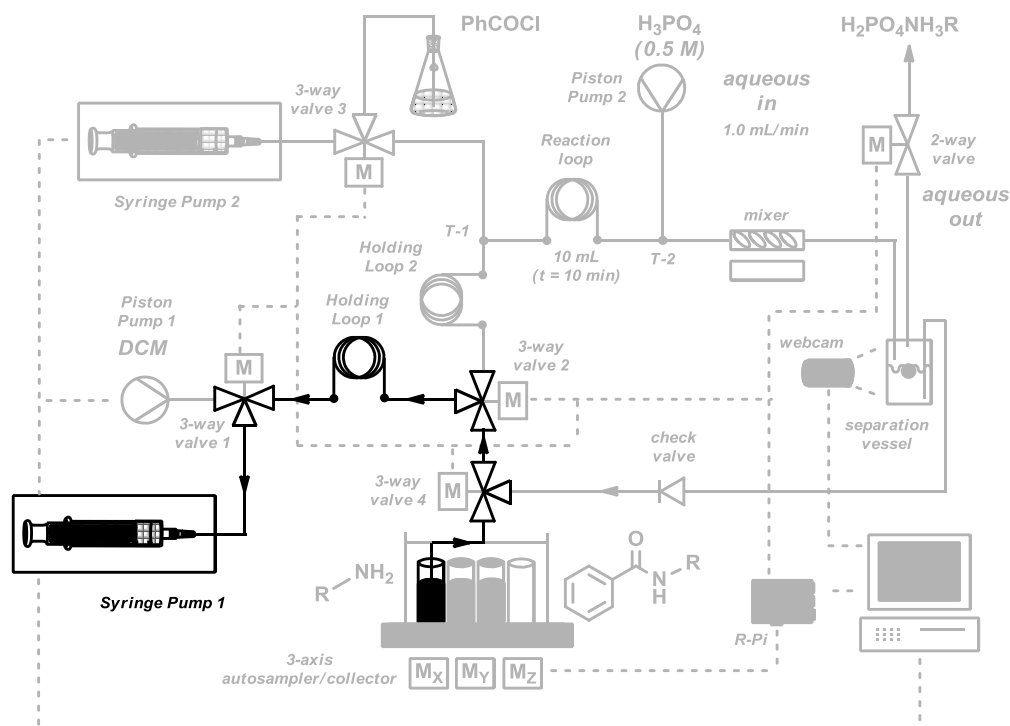 PhCOCl
H3PO4
(0.5 M)
H2PO4NH3R
3-way
valve 3
Piston
Pump 2
aqueous
in
1.0 mL/min
M
Syringe Pump 2
Reaction
loop
M
2-way
valve
aqueous
out
T-1
mixer
Holding
Loop 2
10 mL
(t = 10 min)
T-2
Piston
Pump 1
DCM
Holding
Loop 1
M
3-way
valve 2
webcam
M
3-way
valve 1
separation
vessel
check
valve
3-way
valve 4
M
Syringe Pump 1
R
NH2
O
N
H
R
R-Pi
3-axis
autosampler/collector
MX
MY
MZ